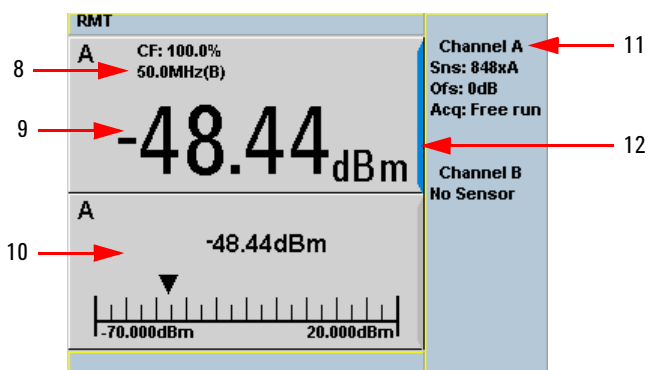 RMT
A
CF: 100.0%
50.0MHz(B)
-48.44dBm
A
-48.44dBm
-70.000dBm
20.000dBm
Channel A
Sns: 848xA
Ofs: 0dB
Acq: Free run
Channel B
No Sensor
8
9
10
11
12